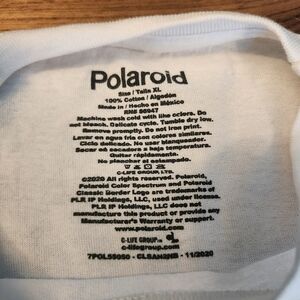 Polaroid
Size / Talla XL
100% Cotton / Algodón
Made in / Hecho en México
RN# 86947
Machine wash cold with like colors. Do
not bleach. Delicate cycle. Tumble dry low.
Remove promptly. Do not iron print.
Lavar en agua fría con colores similares.
Ciclo delicado. No usar blanqueador.
Secar en secadora a baja temperatura.
Quitar rápidamente.
No planchar el estampado.
C-LIFE GROUP, LTD.
©2020 All rights reserved. Polaroid,
Polaroid Color Spectrum and Polaroid
Classic Border Logo are trademarks of
PLR IP Holdings, LLC, used under license.
PLR IP Holdings, LLC does not
manufacture this product or provide any
Manufacturer's Warranty or support.
www.polaroid.com
C-LIFE GROUP
c-lifegroup.com
7POL55050 - CLSAN2NB - 11/2020